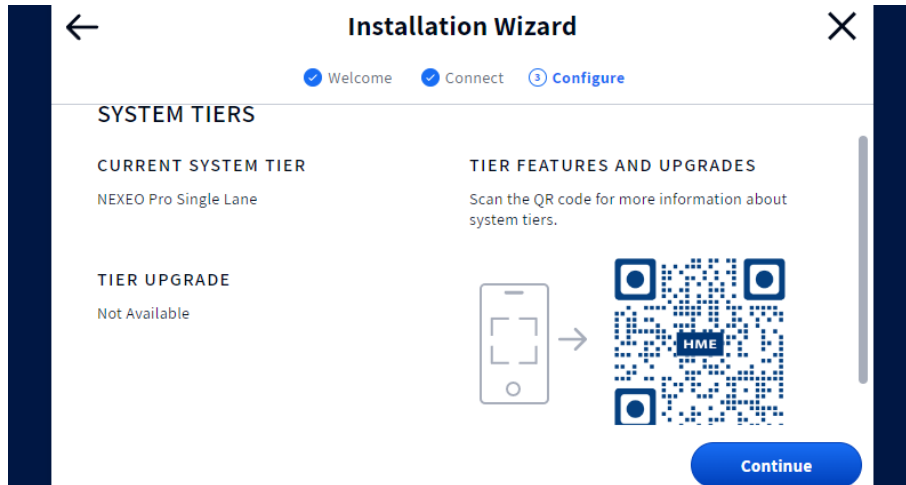 Installation Wizard
Welcome
Connect
3 Configure
SYSTEM TIERS
CURRENT SYSTEM TIER
NEXEO Pro Single Lane
TIER UPGRADE
Not Available
TIER FEATURES AND UPGRADES
Scan the QR code for more information about
system tiers.
HME
Continue